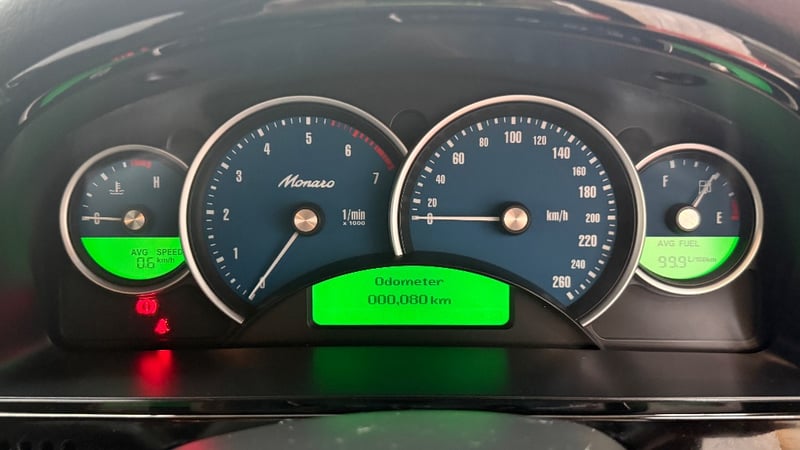 C H
AVG SPEED
0.6 km/h
0 1 2 3 4 5 6 7
Monaro
1/min
x 1000
0 20 40 60 80 100 120 140 160 180 200 220 240 260
km/h
Odometer
000,080 km
F E
AVG FUEL
99.9 L/100km